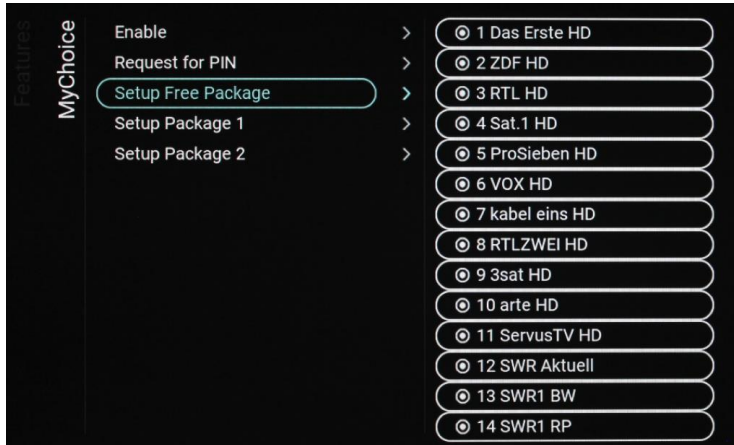 Features
MyChoice
Enable
Request for PIN
Setup Free Package
Setup Package 1
Setup Package 2
1 Das Erste HD
2 ZDF HD
3 RTL HD
4 Sat.1 HD
5 ProSieben HD
6 VOX HD
7 kabel eins HD
8 RTLZWEI HD
9 3sat HD
10 arte HD
11 ServusTV HD
12 SWR Aktuell
13 SWR1 BW
14 SWR1 RP